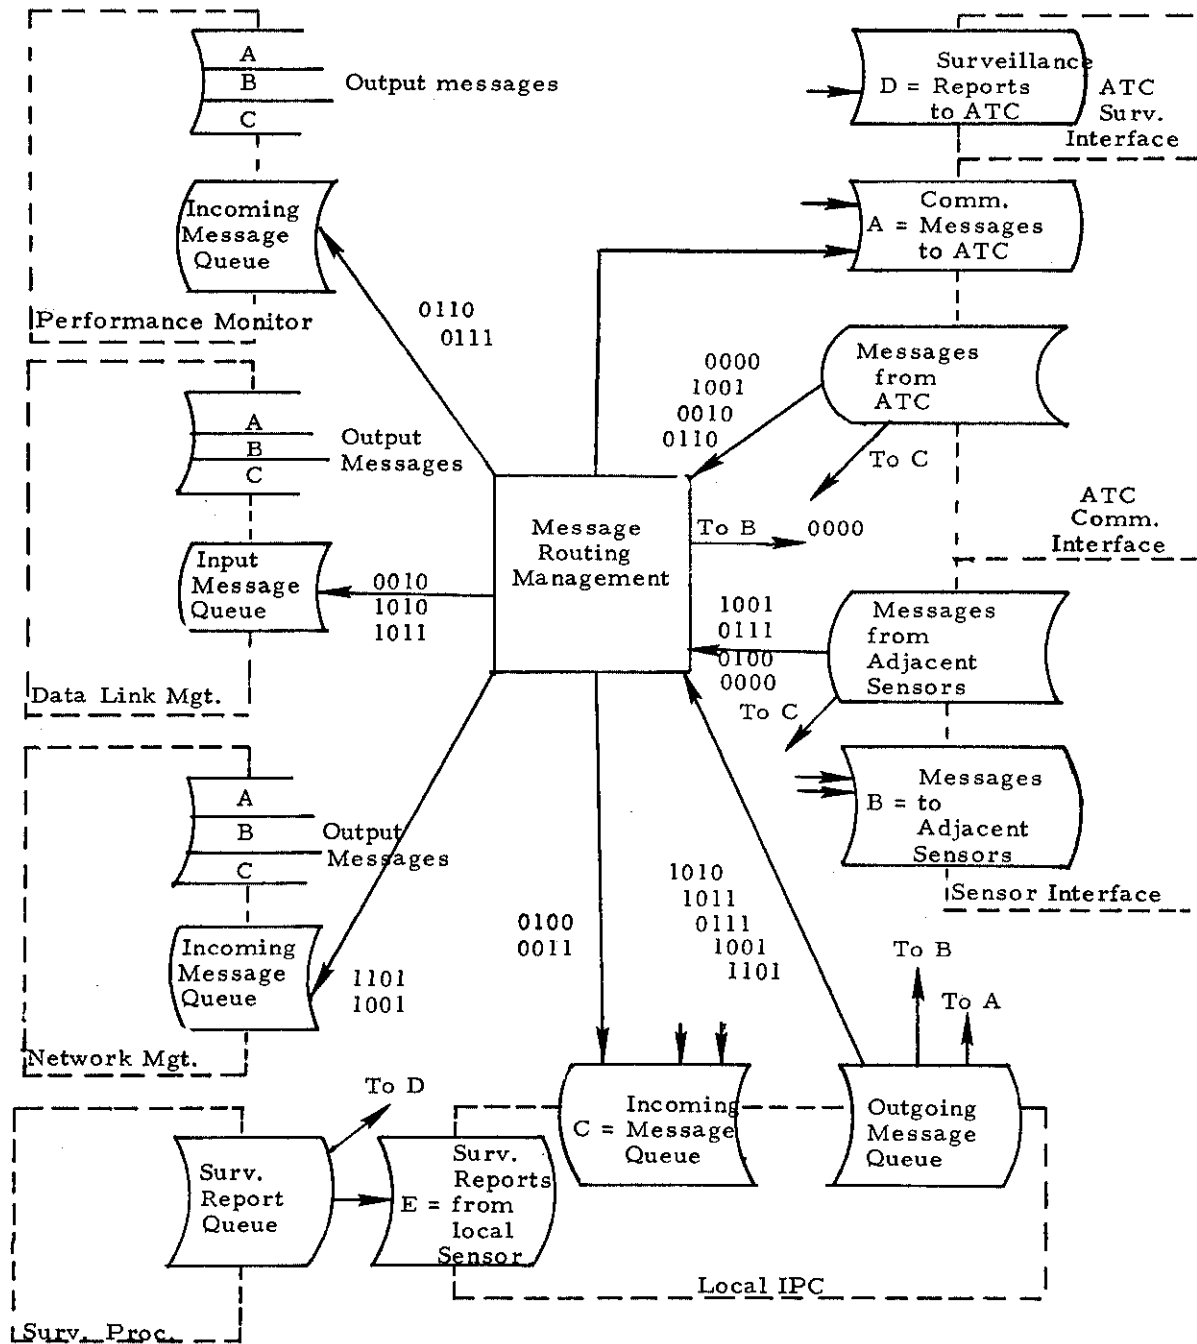 A
B
C
Output messages
Incoming
Message
Queue
Performance Monitor
0110
0111
Surveillance
D = Reports
to ATC
ATC
Surv.
Interface
Comm.
A = Messages
to ATC
Messages
from
ATC
0000
1001
0010
0110
To C
ATC
Comm.
Interface
A
B
C
Output
Messages
Input
Message
Queue
Data Link Mgt.
0010
1010
1011
Message
Routing
Management
To B
0000
1001
0111
0100
0000
To C
Messages
from
Adjacent
Sensors
Messages
B = to
Adjacent
Sensors
Sensor Interface
A
B
C
Output
Messages
Incoming
Message
Queue
Network Mgt.
1101
1001
0100
0011
1010
1011
0111
1001
1101
To B
To A
Incoming
C = Message
Queue
Outgoing
Message
Queue
To D
Surv.
Report
Queue
Surv.
Reports
E = from
local
Sensor
Local IPC
Surv. Proc.